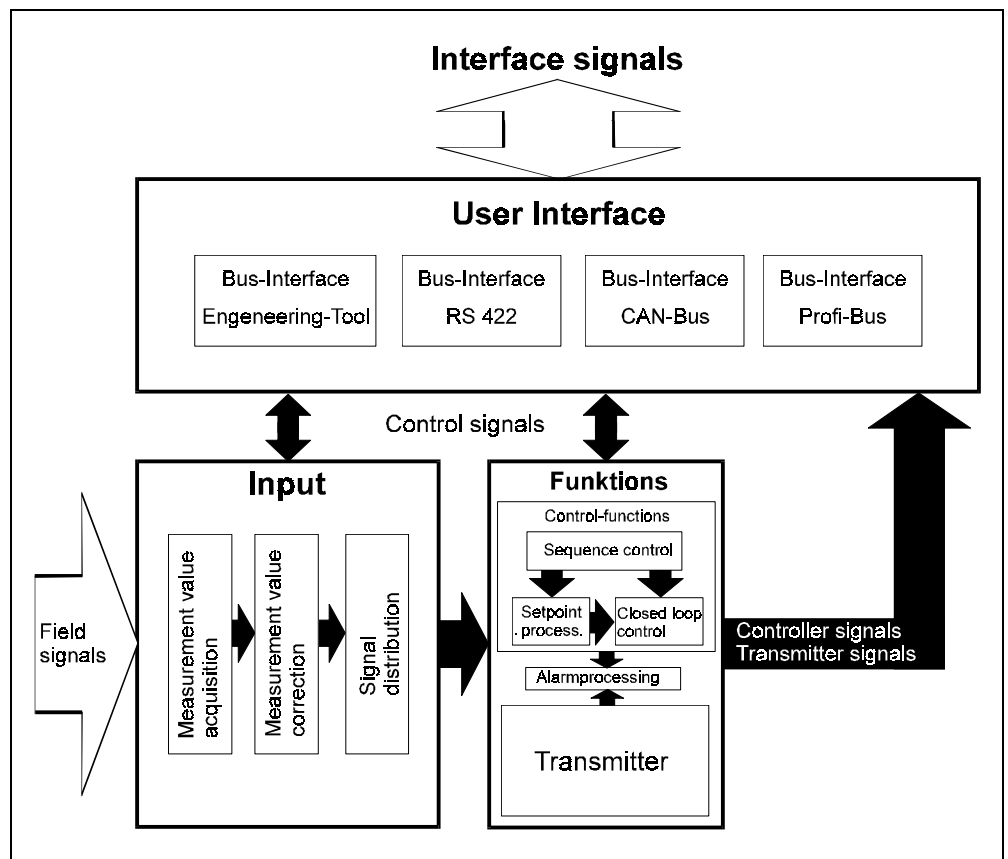 Interface signals
User Interface
Bus-Interface
Engeneering-Tool
Bus-Interface
RS 422
Bus-Interface
CAN-Bus
Bus-Interface
Profi-Bus
Control signals
Input
Field
signals
Measurement value
acquisition
Measurement value
correction
Signal
distribution
Funktions
Control-functions
Sequence control
Setpoint
. process.
Closed loop
control
Alarmprocessing
Transmitter
Controller signals
Transmitter signals